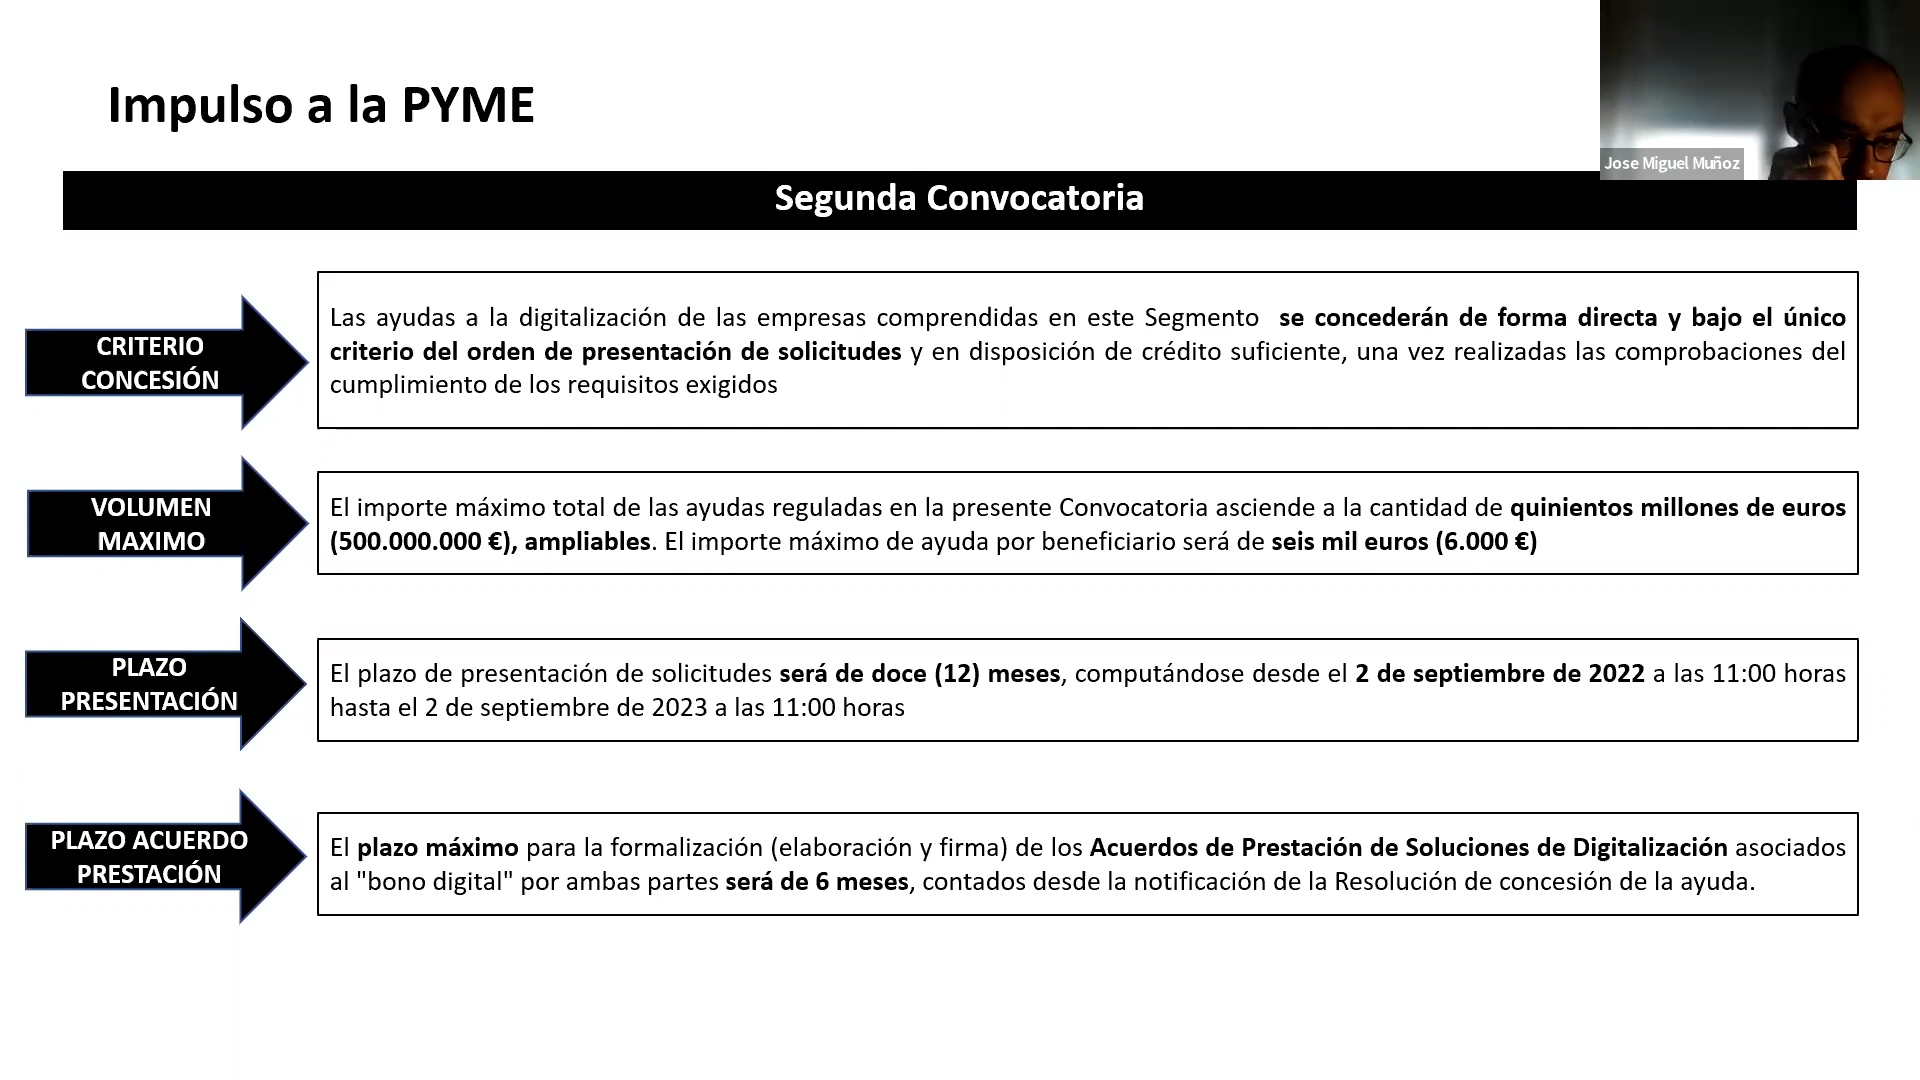 Impulso a la PYME
Jose Miguel Muñoz
Segunda Convocatoria
CRITERIO
CONCESIÓN
Las ayudas a la digitalización de las empresas comprendidas en este Segmento se concederán de forma directa y bajo el único
criterio del orden de presentación de solicitudes y en disposición de crédito suficiente, una vez realizadas las comprobaciones del
cumplimiento de los requisitos exigidos
VOLUMEN
MAXIMO
El importe máximo total de las ayudas reguladas en la presente Convocatoria asciende a la cantidad de quinientos millones de euros
(500.000.000 €), ampliables. El importe máximo de ayuda por beneficiario será de seis mil euros (6.000 €)
PLAZO
PRESENTACIÓN
El plazo de presentación de solicitudes será de doce (12) meses, computándose desde el 2 de septiembre de 2022 a las 11:00 horas
hasta el 2 de septiembre de 2023 a las 11:00 horas
PLAZO ACUERDO
PRESTACIÓN
El plazo máximo para la formalización (elaboración y firma) de los Acuerdos de Prestación de Soluciones de Digitalización asociados
al "bono digital" por ambas partes será de 6 meses, contados desde la notificación de la Resolución de concesión de la ayuda.